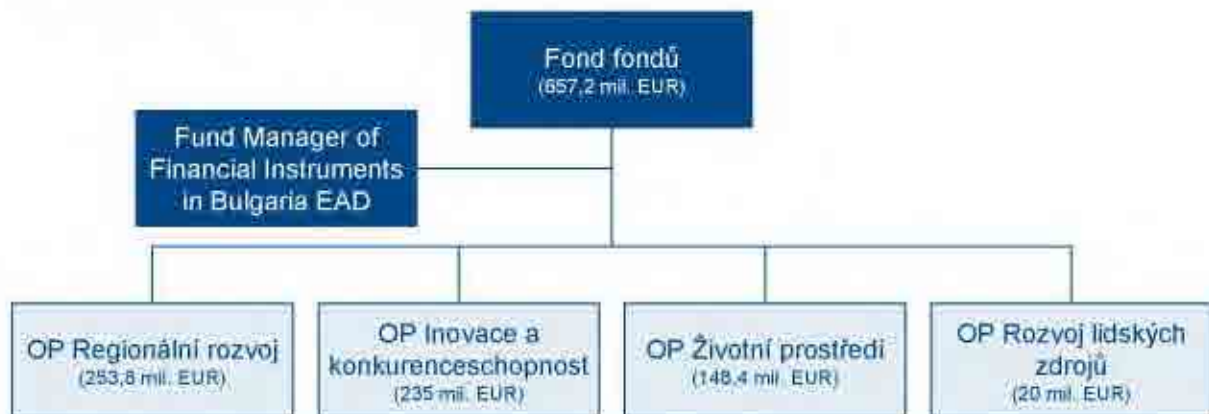 Fond fondů
(657,2 mil. EUR)
Fund Manager of
Financial Instruments
in Bulgaria EAD
OP Regionální rozvoj
(253,8 mil. EUR)
OP Inovace a
konkurenceschopnost
(235 mil. EUR)
OP Životní prostředí
(148,4 mil. EUR)
OP Rozvoj lidských
zdrojů
(20 mil. EUR)